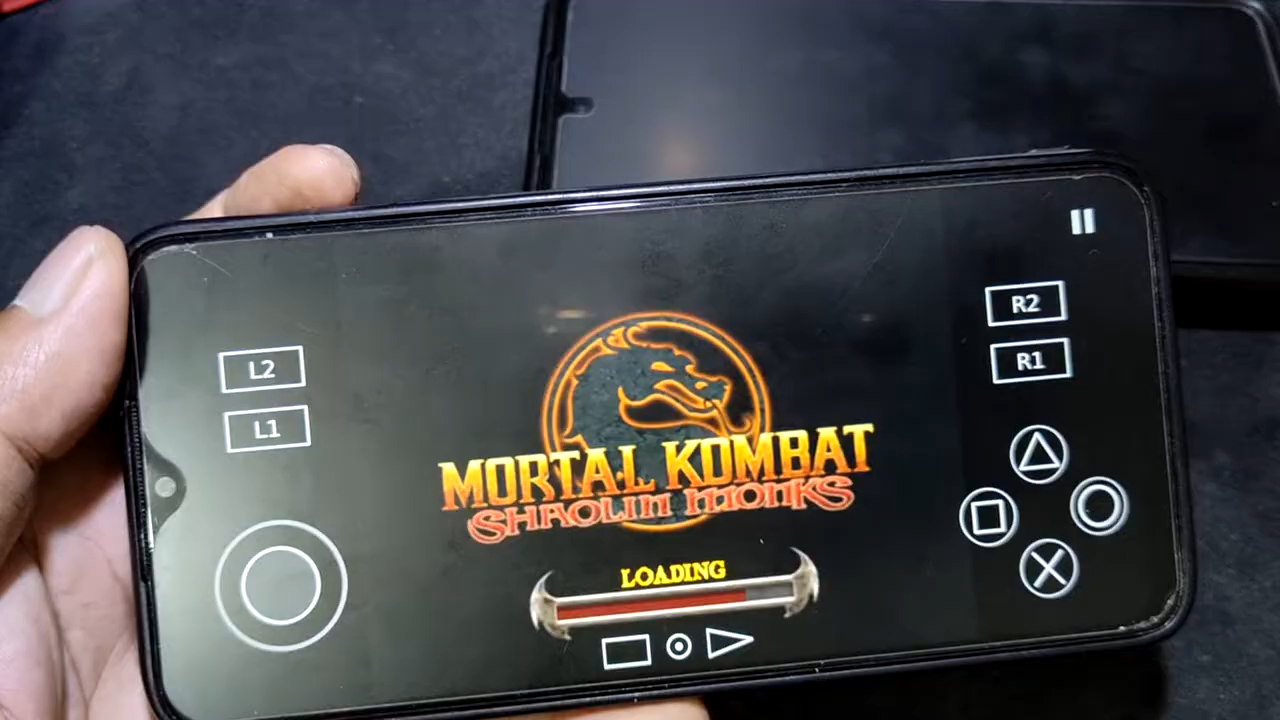 R2
L2
R1
L1
MORTAL KOMBAT
SHAOLIN MONKS
LOADING